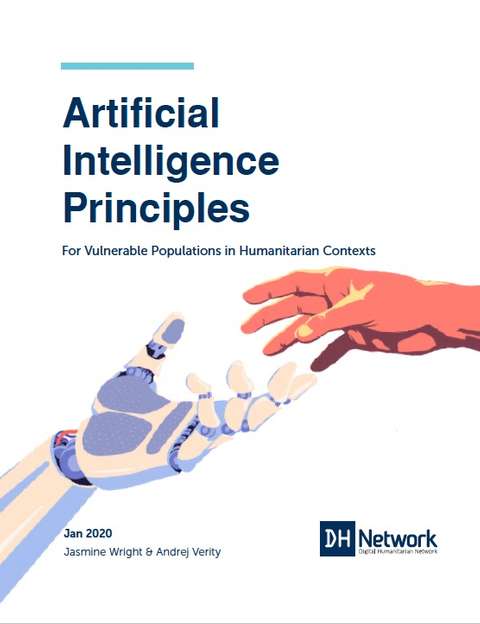 Artificial
Intelligence
Principles
For Vulnerable Populations in Humanitarian Contexts
Jan 2020
Jasmine Wright & Andrej Verity
DH Network
Digital Humanitarian Network